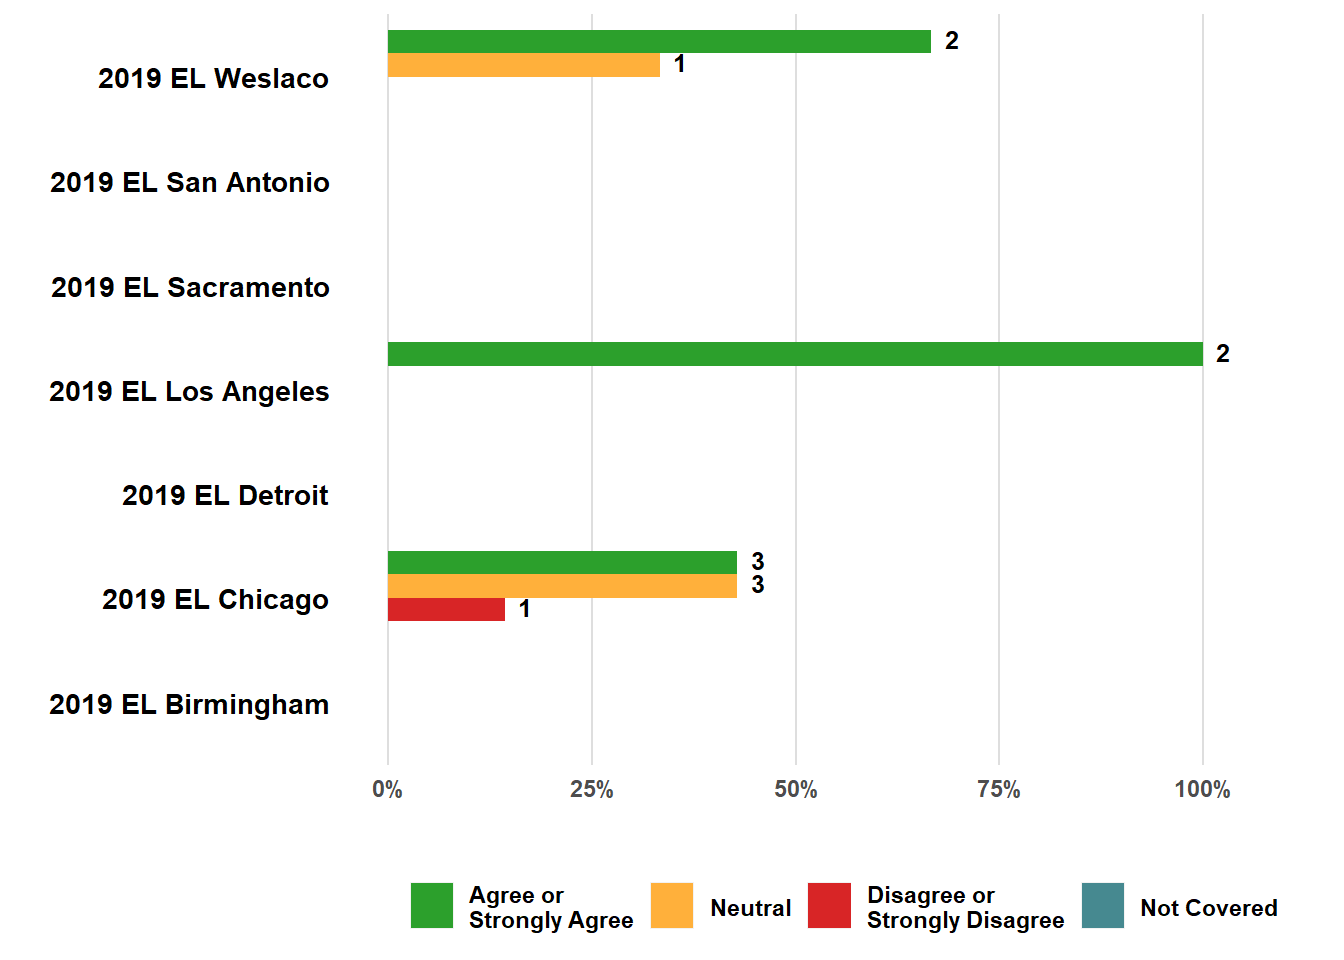 2
1
2019 EL Weslaco
2019 EL San Antonio
2019 EL Sacramento
2
2019 EL Los Angeles
2019 EL Detroit
3
3
2019 EL Chicago
1
2019 EL Birmingham
0% 25% 50% 75% 100%
Agree or
Strongly Agree
Neutral
Disagree or
Strongly Disagree
Not Covered